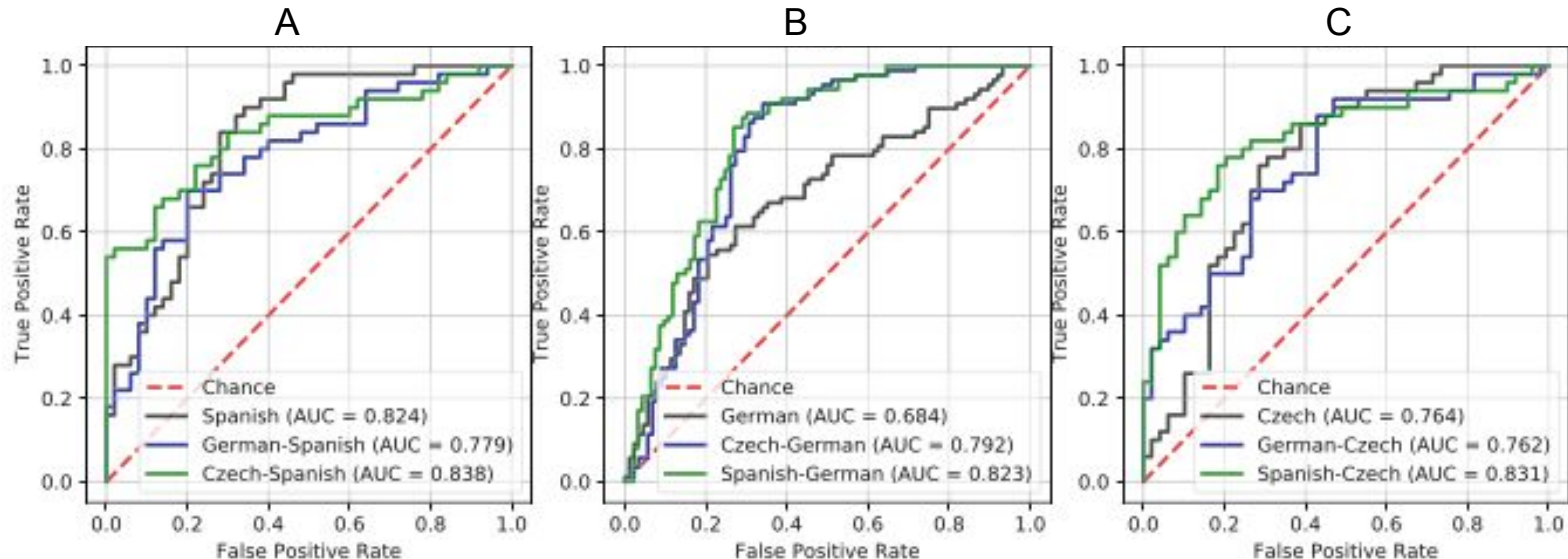 A
True Positive Rate
1.0
0.8
0.6
0.4
0.2
0.0
Chance
Spanish (AUC = 0.824)
German-Spanish (AUC = 0.779)
Czech-Spanish (AUC = 0.838)
0.0 0.2 0.4 0.6 0.8 1.0
False Positive Rate
B
True Positive Rate
1.0
0.8
0.6
0.4
0.2
0.0
Chance
German (AUC = 0.684)
Czech-German (AUC = 0.792)
Spanish-German (AUC = 0.823)
0.0 0.2 0.4 0.6 0.8 1.0
False Positive Rate
C
True Positive Rate
1.0
0.8
0.6
0.4
0.2
0.0
Chance
Czech (AUC = 0.764)
German-Czech (AUC = 0.762)
Spanish-Czech (AUC = 0.831)
0.0 0.2 0.4 0.6 0.8 1.0
False Positive Rate